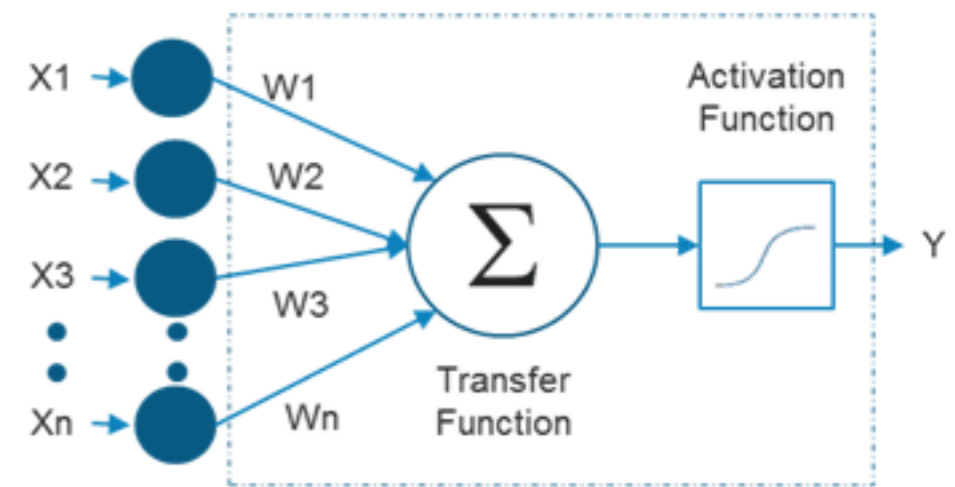 X1
W1
X2
W2
X3
W3
Xn
Wn
Σ
Transfer
Function
Activation
Function
Y